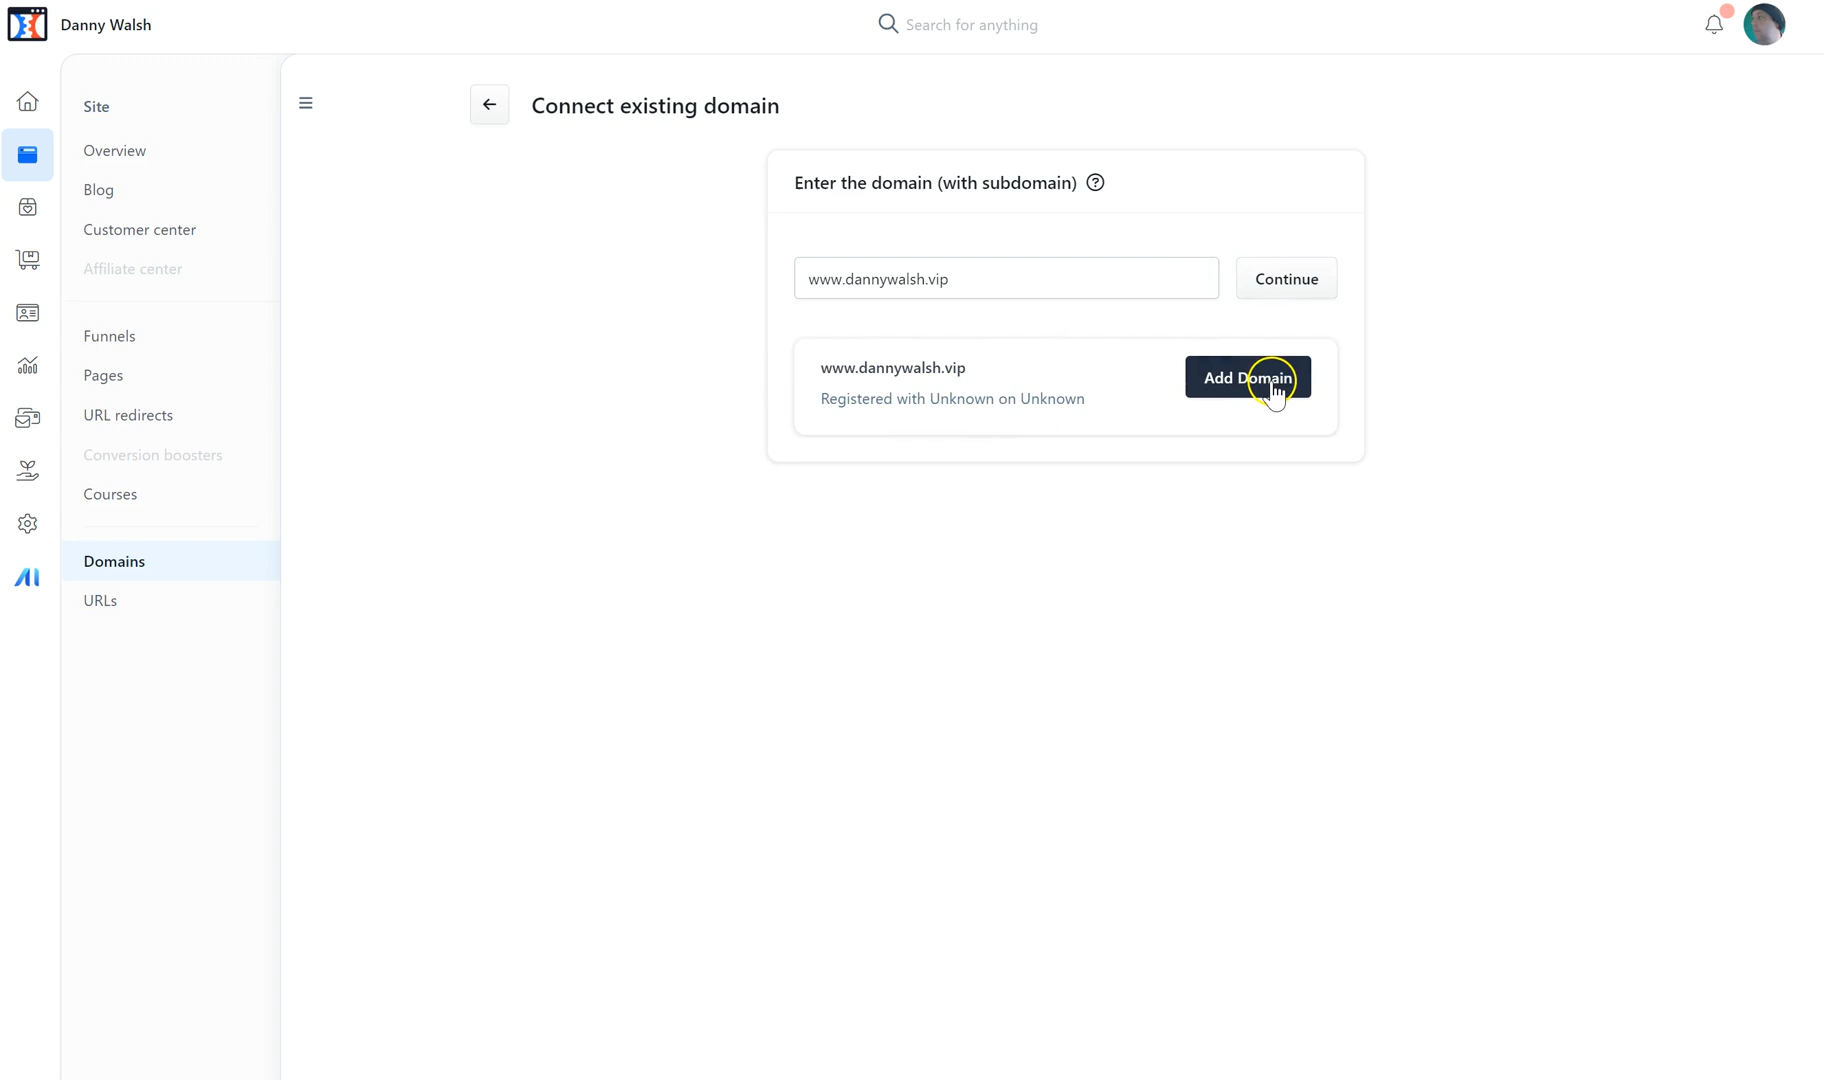 Danny Walsh
Search for anything
Site
Overview
Blog
Customer center
Affiliate center
Funnels
Pages
URL redirects
Conversion boosters
Courses
Domains
URLs
AI
Connect existing domain
Enter the domain (with subdomain)
www.dannywalsh.vip
Continue
www.dannywalsh.vip
Add Domain
Registered with Unknown on Unknown